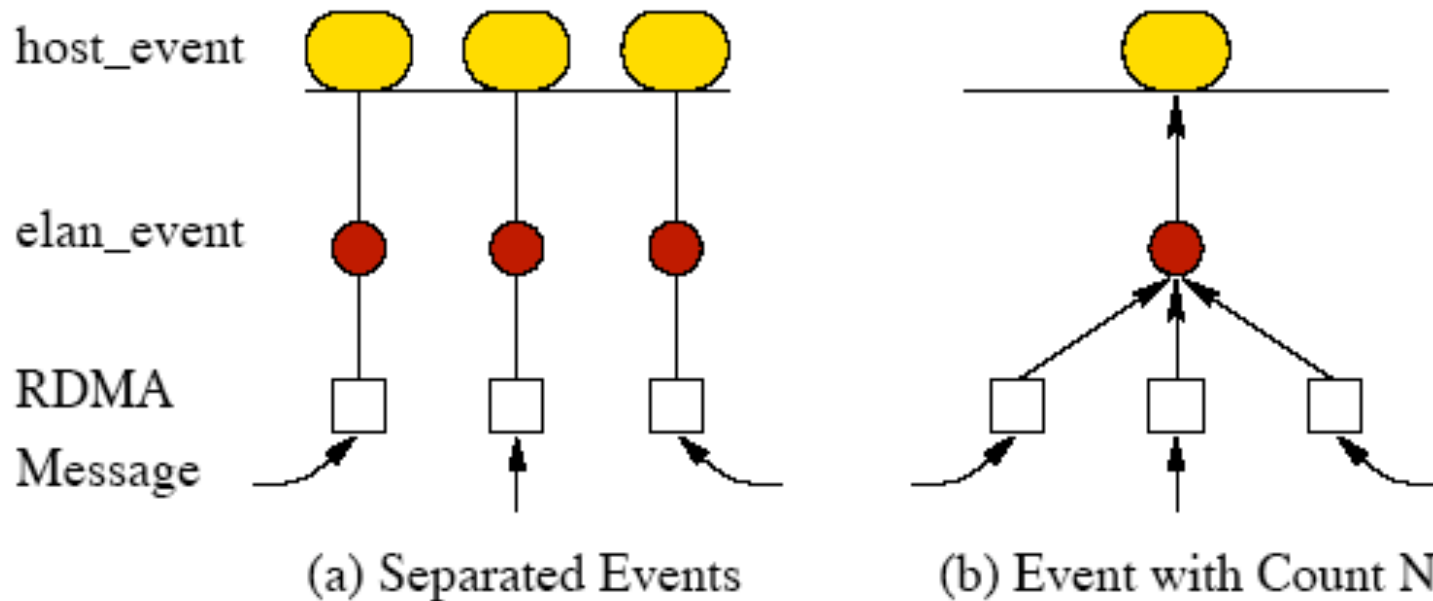 host_event
elan_event
RDMA
Message
(a) Separated Events
(b) Event with Count N